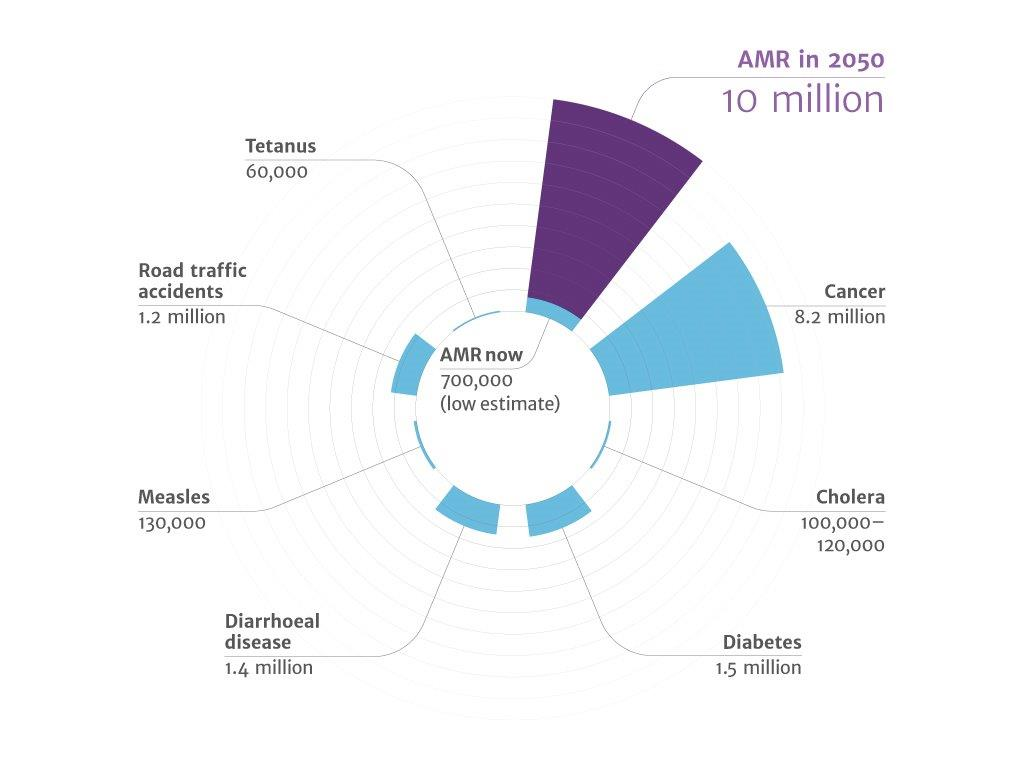 AMR in 2050
10 million
Tetanus
60,000
Road traffic
accidents
1.2 million
Cancer
8.2 million
AMR now
700,000
(low estimate)
Measles
130,000
Cholera
100,000–
120,000
Diarrhoeal
disease
1.4 million
Diabetes
1.5 million